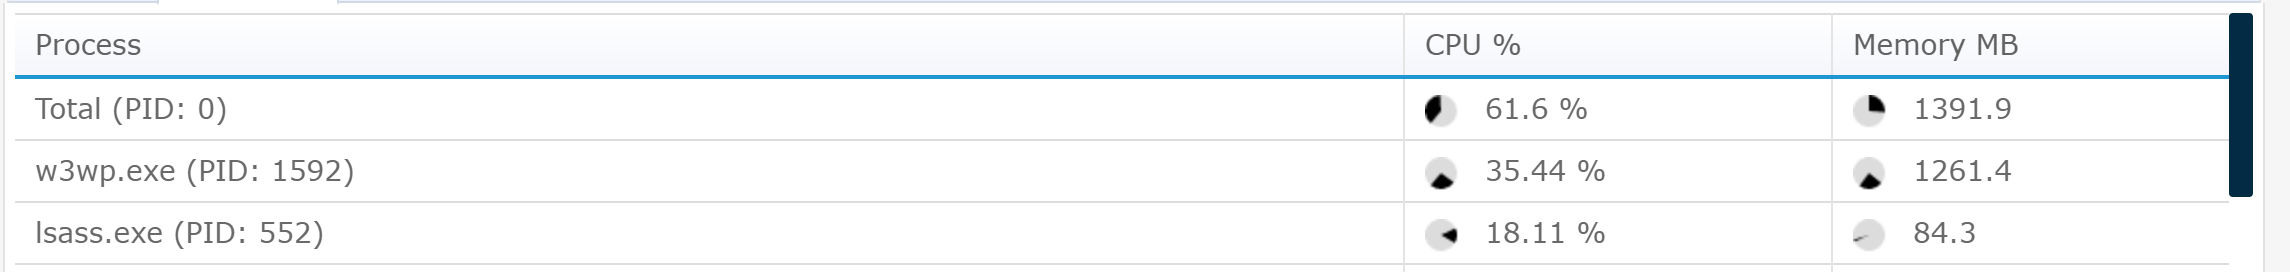 Process CPU % Memory MB
Total (PID: 0) 61.6 % 1391.9
w3wp.exe (PID: 1592) 35.44 % 1261.4
lsass.exe (PID: 552) 18.11 % 84.3